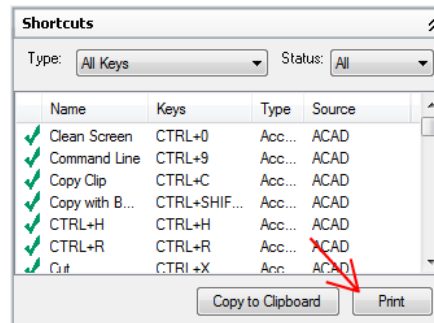 Shortcuts
Type: All Keys Status: All
Name Keys Type Source
Clean Screen CTRL+0 Acc... ACAD
Command Line CTRL+9 Acc... ACAD
Copy Clip CTRL+C Acc... ACAD
Copy with B... CTRL+SHIF... Acc... ACAD
CTRL+H CTRL+H Acc... ACAD
CTRL+R CTRL+R Acc... ACAD
Cut CTRL+X Acc ACAD
Copy to Clipboard Print